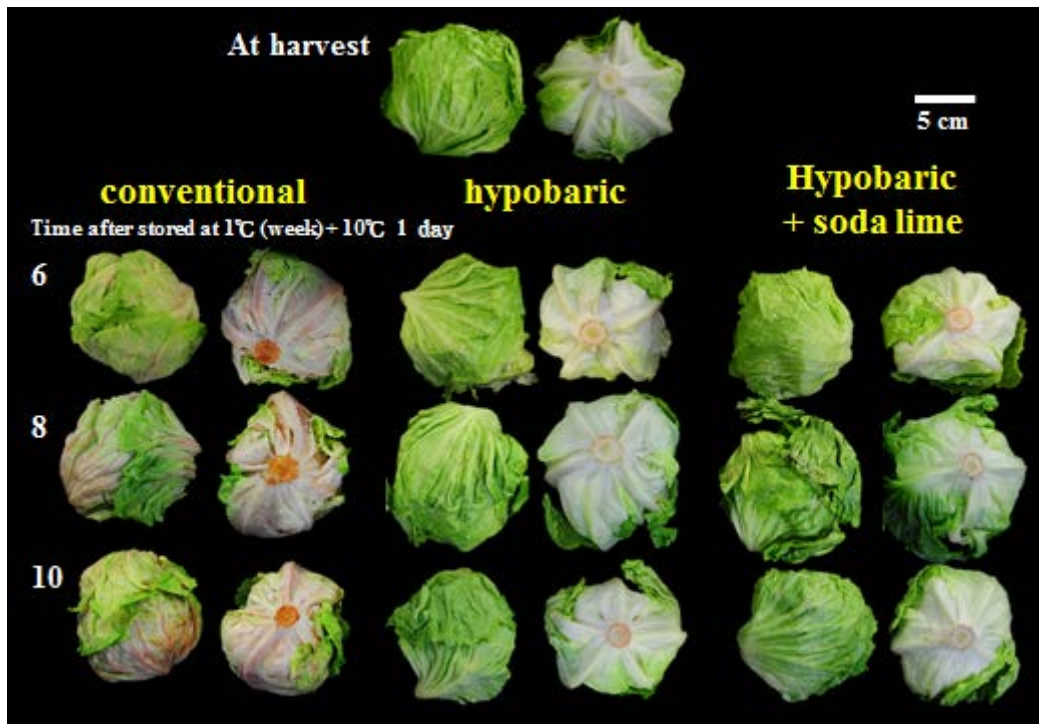 At harvest
5 cm
conventional
hypobaric
Hypobaric
+ soda lime
Time after stored at 1℃ (week)+ 10℃ 1 day
6
8
10